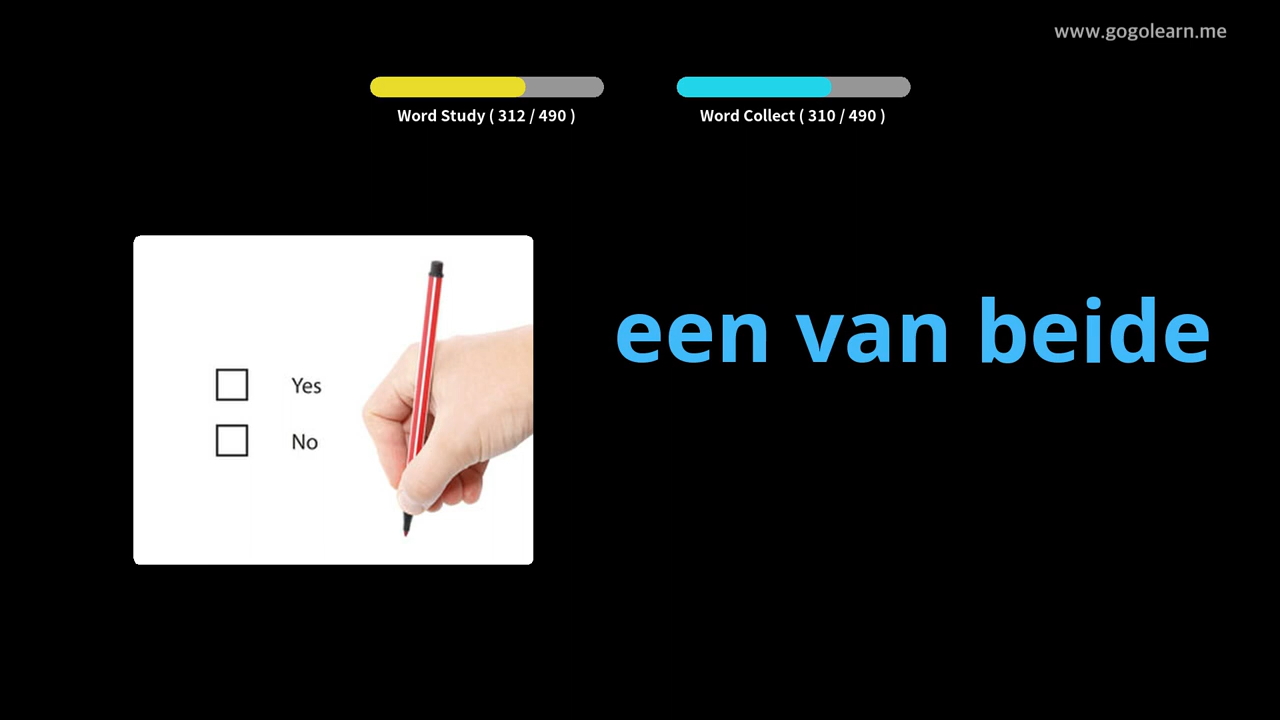 www.gogolearn.me
Word Study ( 312 / 490 )
Word Collect ( 310 / 490 )
een van beide
Yes
No